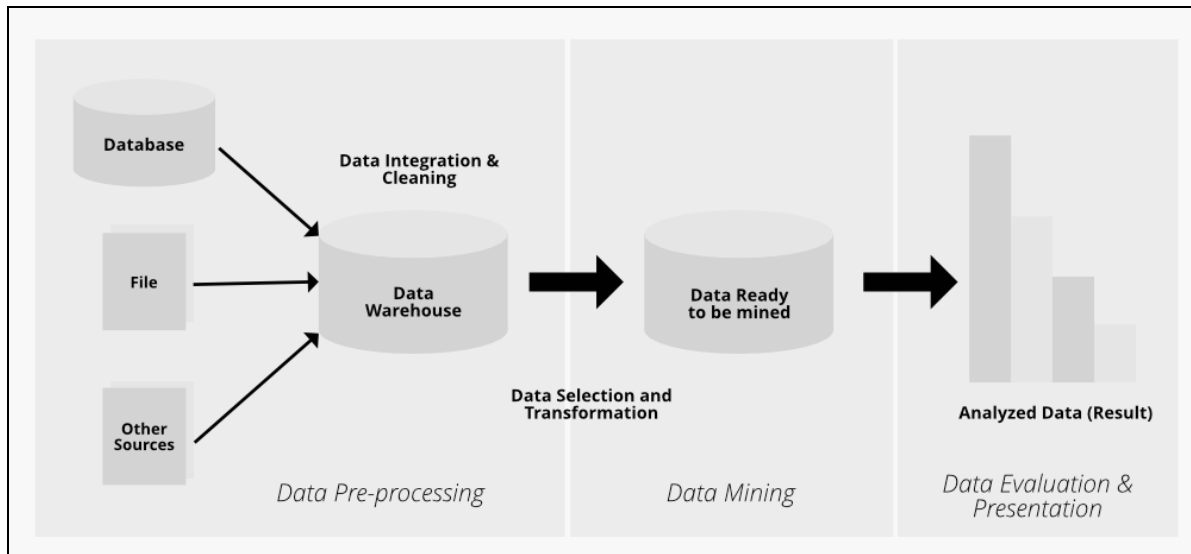 Database
Data Integration &
Cleaning
File
Data
Warehouse
Data Ready
to be mined
Other
Sources
Data Selection and
Transformation
Analyzed Data (Result)
Data Pre-processing
Data Mining
Data Evaluation &
Presentation